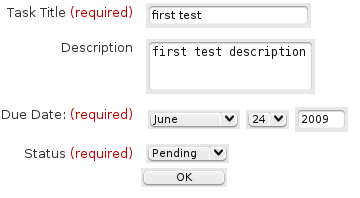 Task Title (required) first test
Description first test description
Due Date: (required) June 24 2009
Status (required) Pending
OK